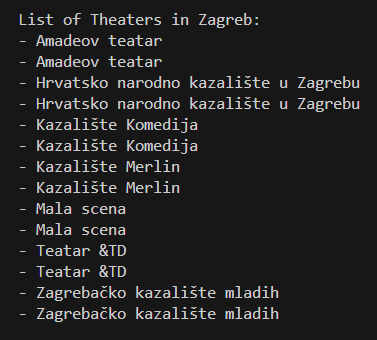 List of Theaters in Zagreb:
- Amadeov teatar
- Amadeov teatar
- Hrvatsko narodno kazalište u Zagrebu
- Hrvatsko narodno kazalište u Zagrebu
- Kazalište Komedija
- Kazalište Komedija
- Kazalište Merlin
- Kazalište Merlin
- Mala scena
- Mala scena
- Teatar &TD
- Teatar &TD
- Zagrebačko kazalište mladih
- Zagrebačko kazalište mladih